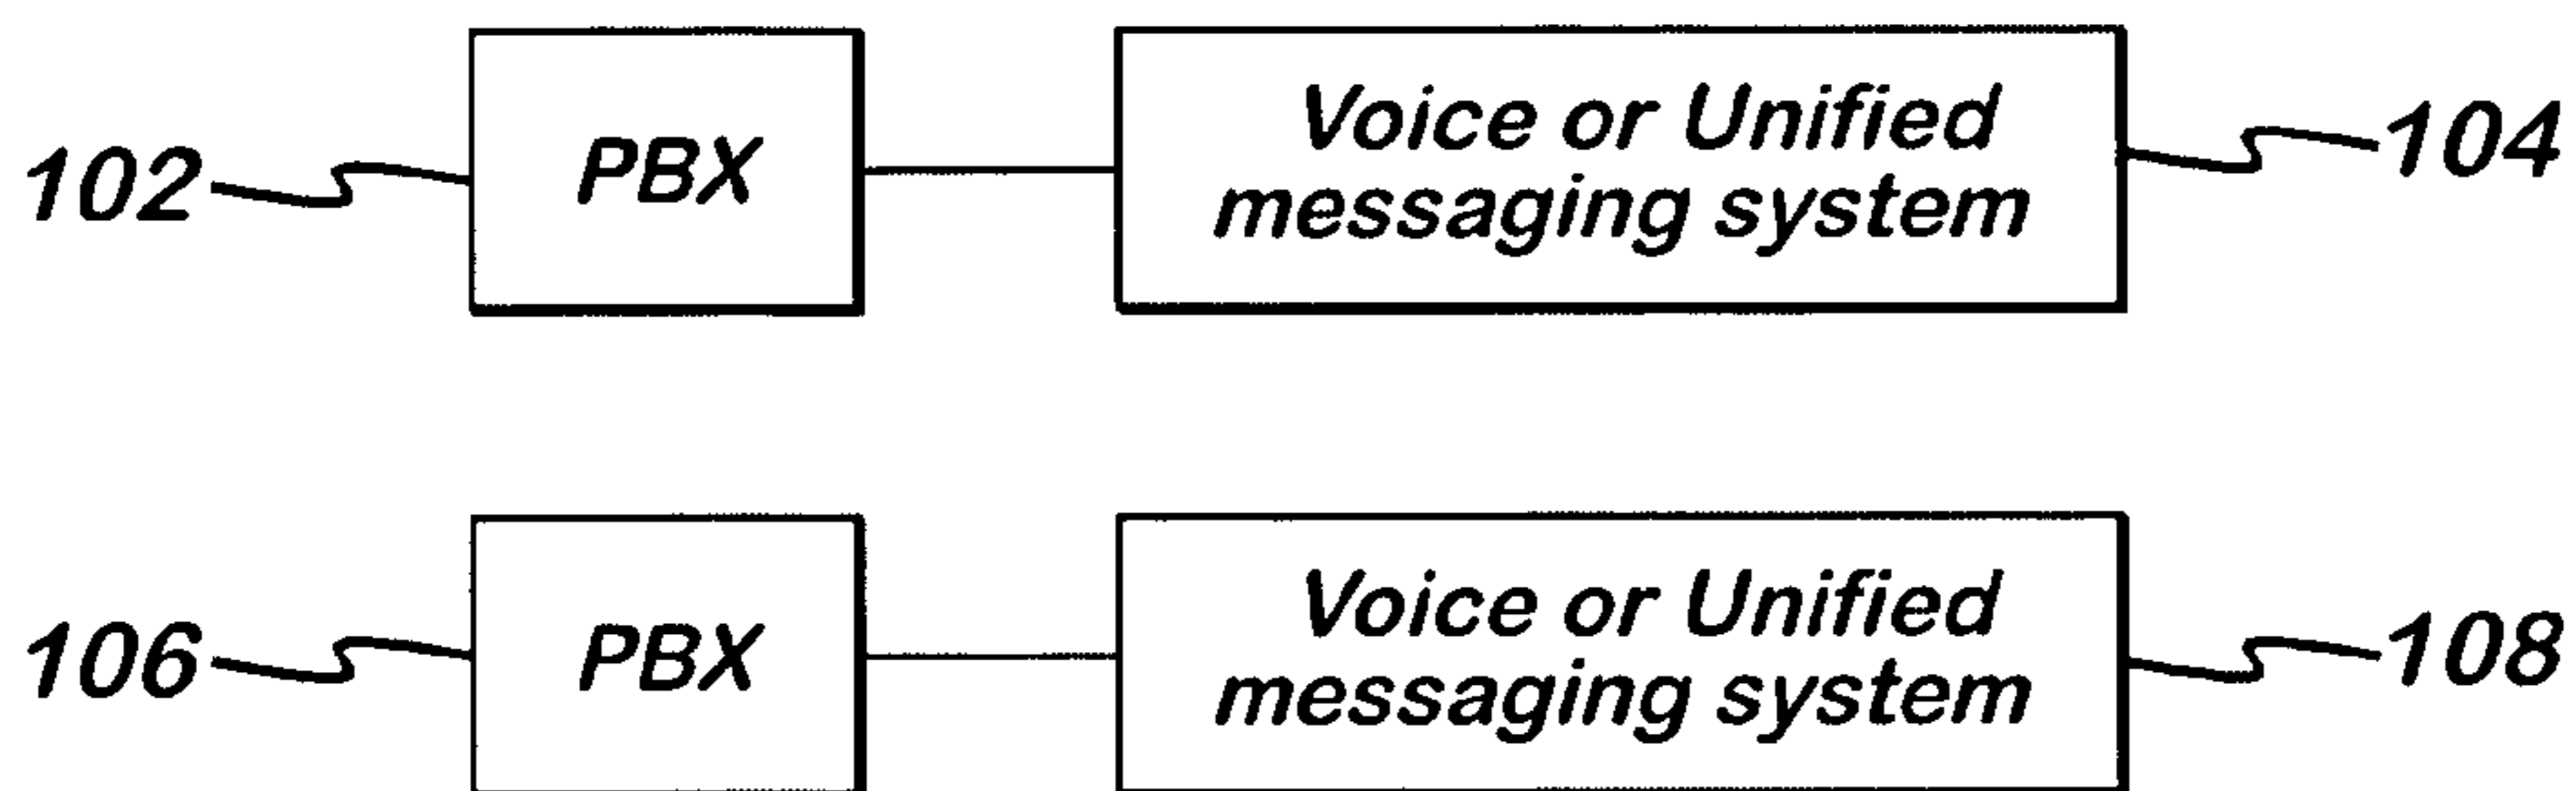 102 PBX Voice or Unified messaging system 104
106 PBX Voice or Unified messaging system 108